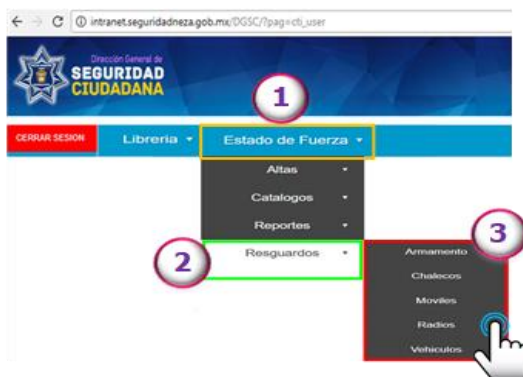 intranet.seguridadneza.gob.mx/DGSC/?pag=cti_user
Dirección General de
SEGURIDAD
CIUDADANA
1
CERRAR SESION
Libreria
Estado de Fuerza
Altas
Catalogos
Reportes
2
Resguardos
3
Armamento
Chalecos
Moviles
Radios
Vehiculos